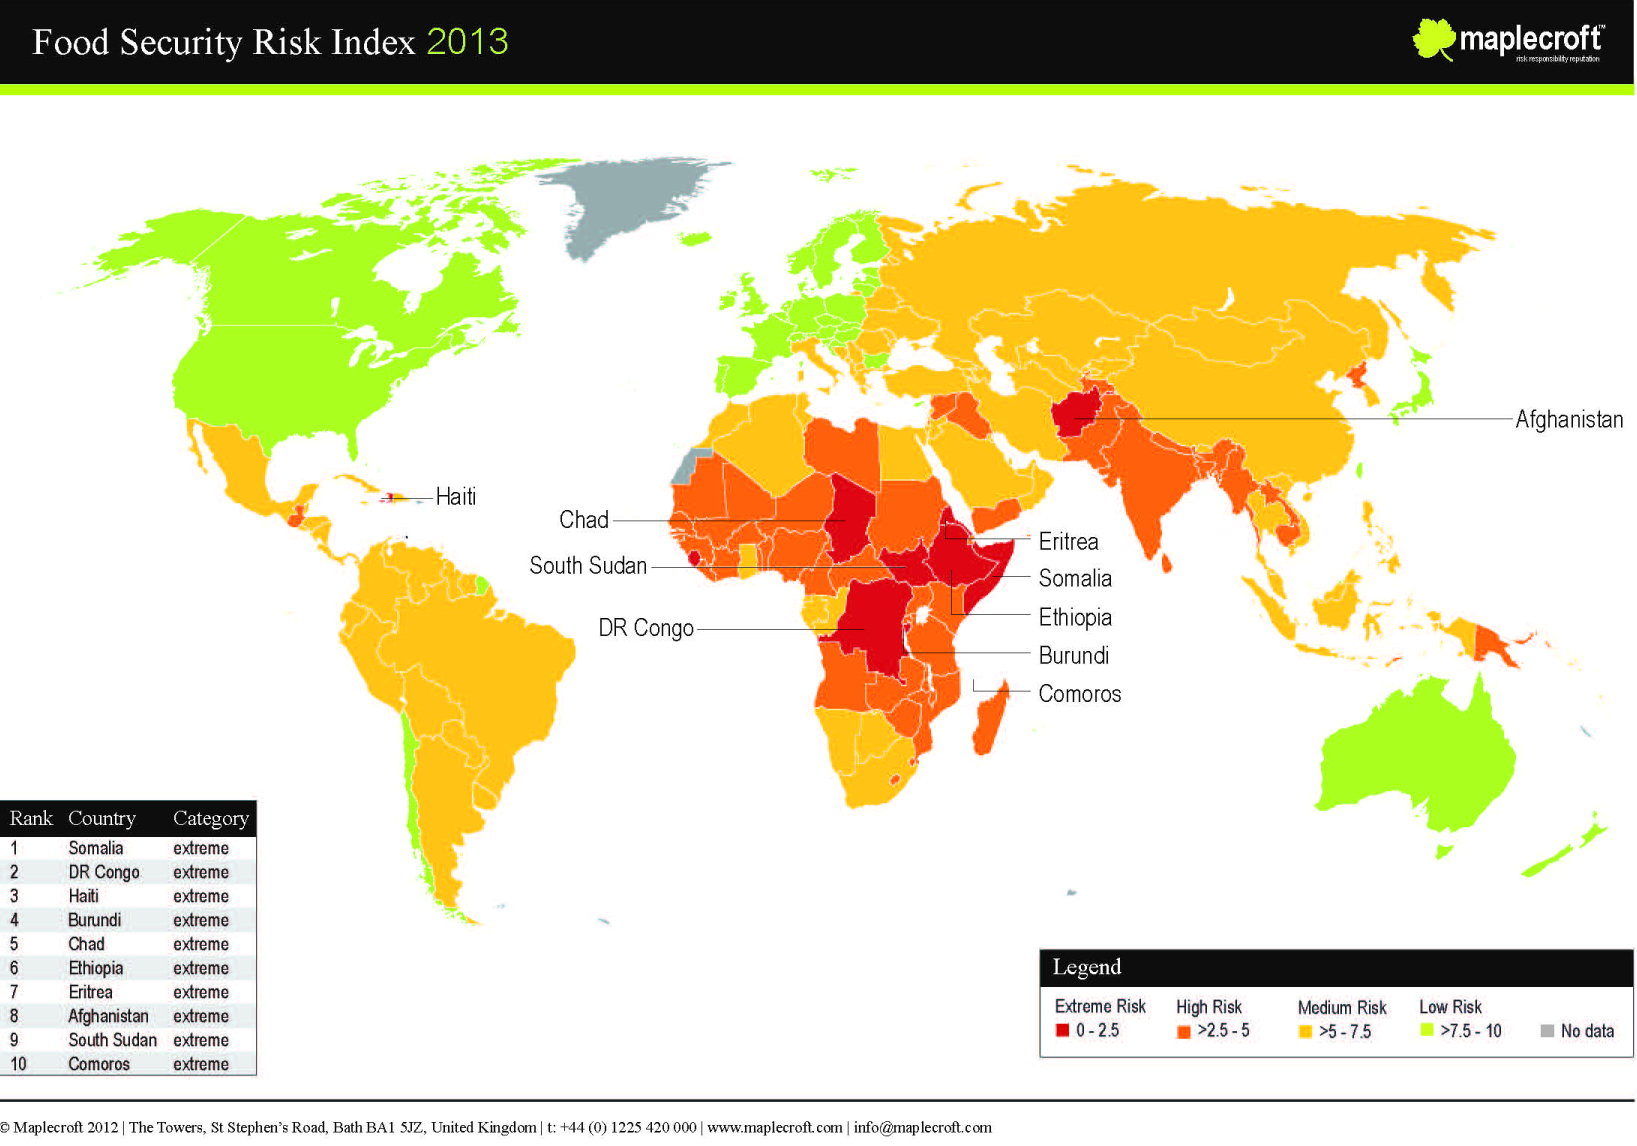 Food Security Risk Index 2013
maplecroft™
risk responsibility reputation
Afghanistan
Haiti
Chad
South Sudan
DR Congo
Eritrea
Somalia
Ethiopia
Burundi
Comoros
Rank Country Category
1 Somalia extreme
2 DR Congo extreme
3 Haiti extreme
4 Burundi extreme
5 Chad extreme
6 Ethiopia extreme
7 Eritrea extreme
8 Afghanistan extreme
9 South Sudan extreme
10 Comoros extreme
Legend
Extreme Risk High Risk Medium Risk Low Risk
0 - 2.5 >2.5 - 5 >5 - 7.5 >7.5 - 10 No data
© Maplecroft 2012 | The Towers, St Stephen's Road, Bath BA1 5JZ, United Kingdom | t: +44 (0) 1225 420 000 | www.maplecroft.com | info@maplecroft.com